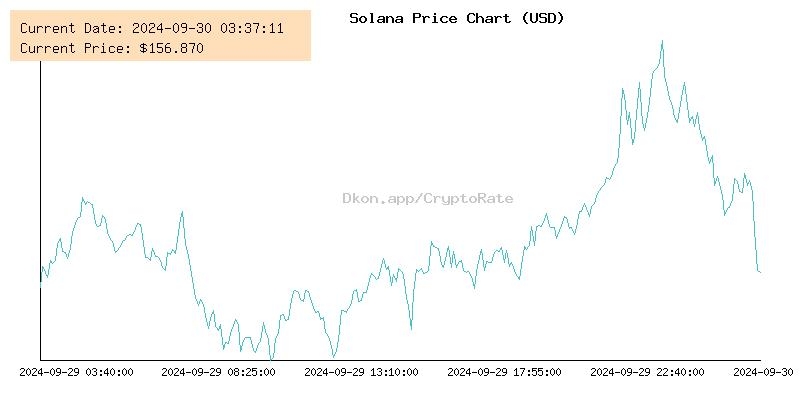 Solana Price Chart (USD)
Current Date: 2024-09-30 03:37:11
Current Price: $156.870
Dkon.app/CryptoRate
2024-09-29 03:40:00 2024-09-29 08:25:00 2024-09-29 13:10:00 2024-09-29 17:55:00 2024-09-29 22:40:00 2024-09-30